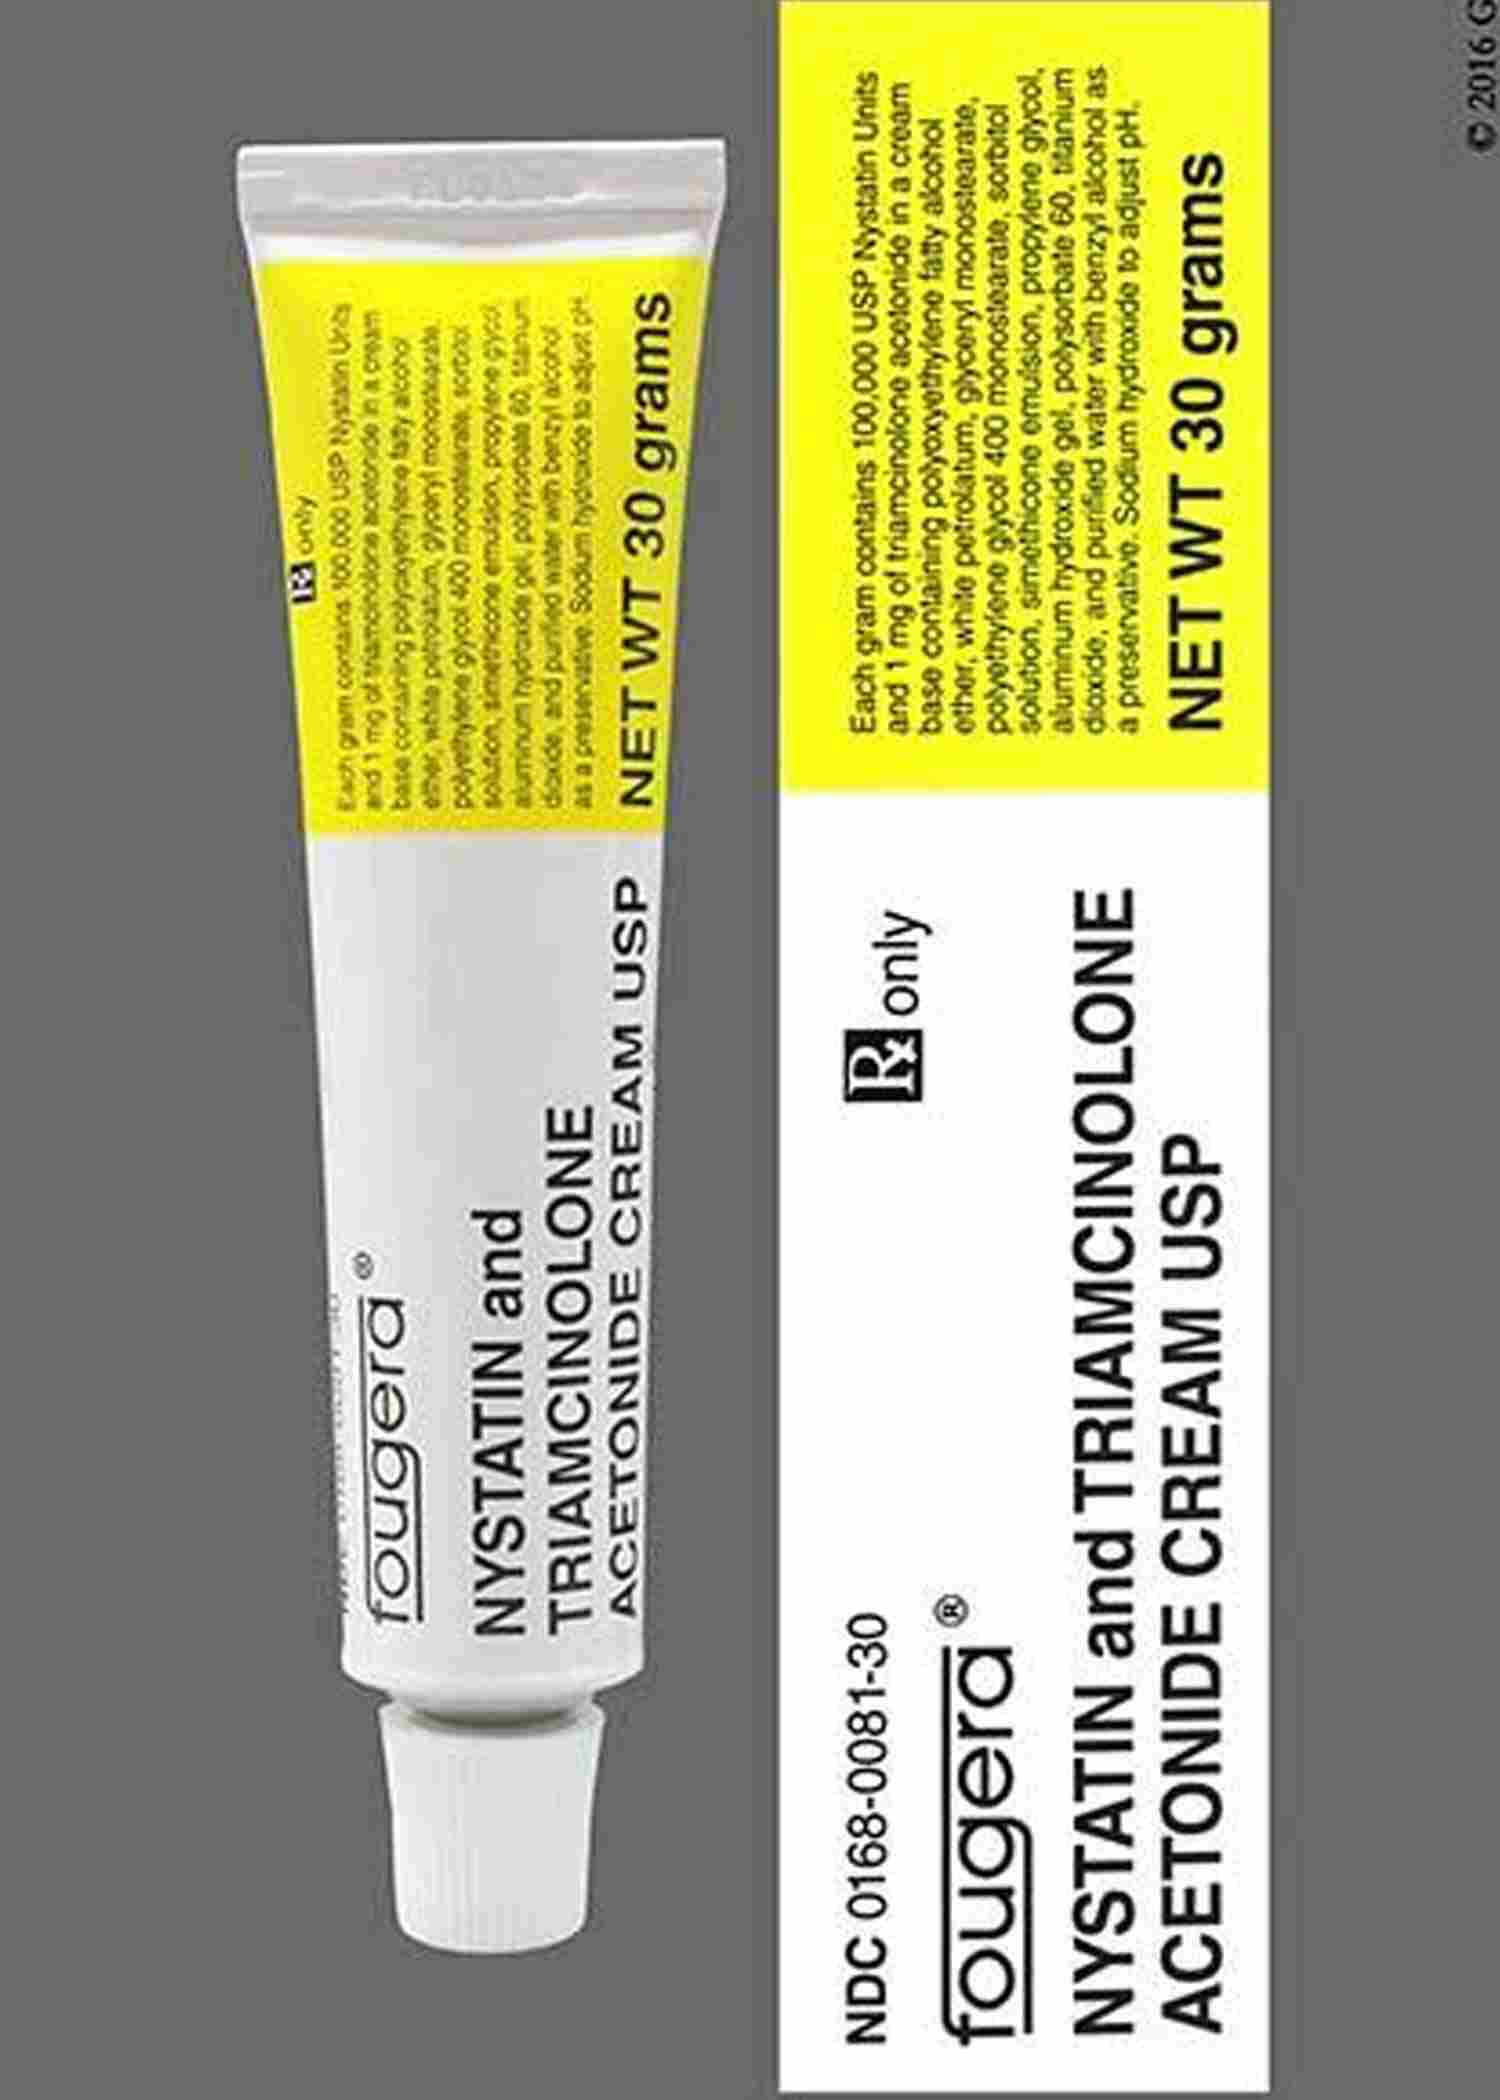 Rx only
Each gram contains 100,000 USP Nystatin Units
and 1 mg of triamcinolone acetonide in a cream
base containing polyoxyethylene fatty alcohol
ether, white petrolatum, glyceryl monostearate,
polyethylene glycol 400 monostearate, sorbitol
solution, simethicone emulsion, propylene glycol,
aluminum hydroxide gel, polysorbate 60, titanium
dioxide, and purified water with benzyl alcohol
as a preservative. Sodium hydroxide to adjust pH.
NET WT 30 grams
fougera®
NYSTATIN and
TRIAMCINOLONE
ACETONIDE CREAM USP
NDC 0168-0081-30
fougera®
Rx only
NYSTATIN and TRIAMCINOLONE
ACETONIDE CREAM USP
Each gram contains 100,000 USP Nystatin Units
and 1 mg of triamcinolone acetonide in a cream
base containing polyoxyethylene fatty alcohol
ether, white petrolatum, glyceryl monostearate,
polyethylene glycol 400 monostearate, sorbitol
solution, simethicone emulsion, propylene glycol,
aluminum hydroxide gel, polysorbate 60, titanium
dioxide, and purified water with benzyl alcohol as
a preservative. Sodium hydroxide to adjust pH.
NET WT 30 grams
© 2016 G